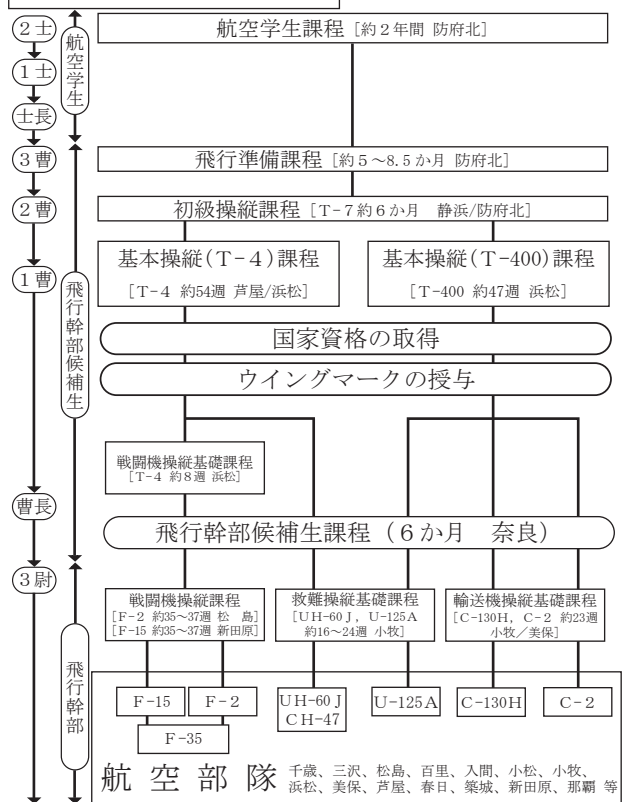 2士
1士
士長
3曹
2曹
1曹
曹長
3尉
航空学生
飛行幹部候補生
飛行幹部
航空学生課程 [約2年間 防府北]
飛行準備課程 [約5〜8.5か月 防府北]
初級操縦課程 [T-7約6か月 静浜/防府北]
基本操縦(T-4)課程
[T-4 約54週 芦屋/浜松]
基本操縦(T-400)課程
[T-400 約47週 浜松]
国家資格の取得
ウイングマークの授与
戦闘機操縦基礎課程
[T-4 約8週 浜松]
飛行幹部候補生課程（6か月 奈良）
戦闘機操縦課程
[F-2 約35〜37週 松 島]
[F-15 約35〜37週 新田原]
救難操縦基礎課程
[UH-60J, U-125A
約16〜24週 小牧]
輸送機操縦基礎課程
[C-130H, C-2 約23週
小牧／美保]
F-15
F-2
F-35
UH-60J
CH-47
U-125A
C-130H
C-2
航空部隊
千歳、三沢、松島、百里、入間、小松、小牧、
浜松、美保、芦屋、春日、築城、新田原、那覇 等